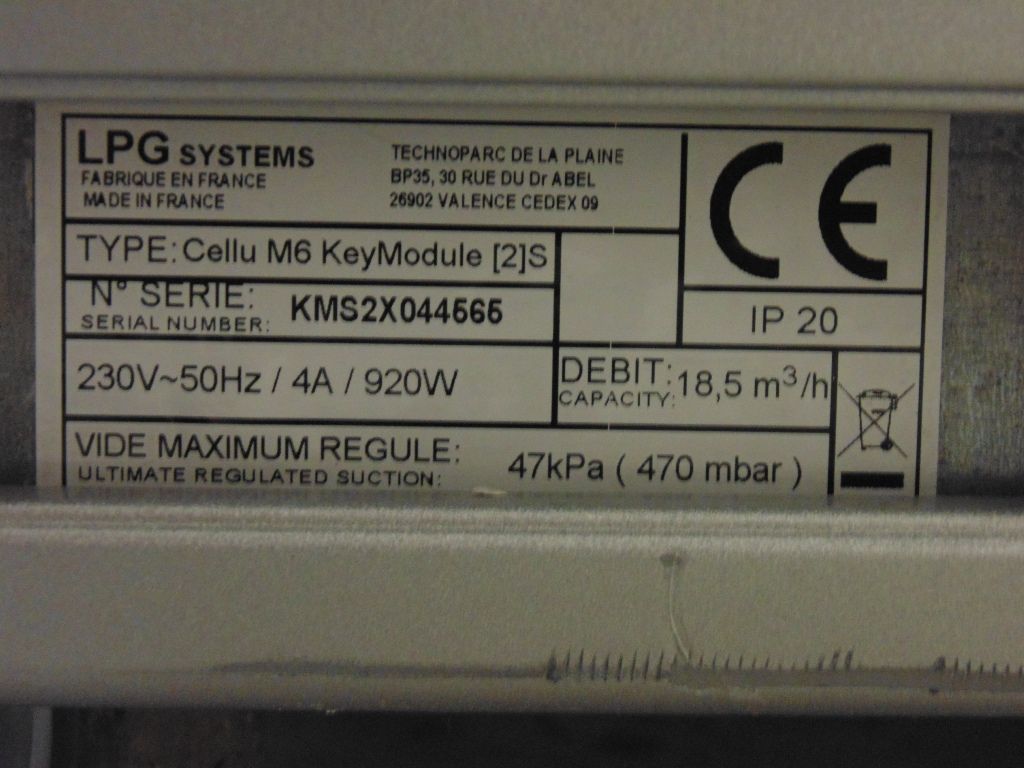 LPG SYSTEMS
FABRIQUE EN FRANCE
MADE IN FRANCE
TECHNOPARC DE LA PLAINE
BP35, 30 RUE DU Dr ABEL
26902 VALENCE CEDEX 09
CE
TYPE: Cellu M6 KeyModule [2]S
N° SERIE:
SERIAL NUMBER: KMS2X044565
IP 20
230V~50Hz / 4A / 920W
DEBIT: 18,5 m³/h
CAPACITY:
VIDE MAXIMUM REGULE:
ULTIMATE REGULATED SUCTION: 47kPa ( 470 mbar )